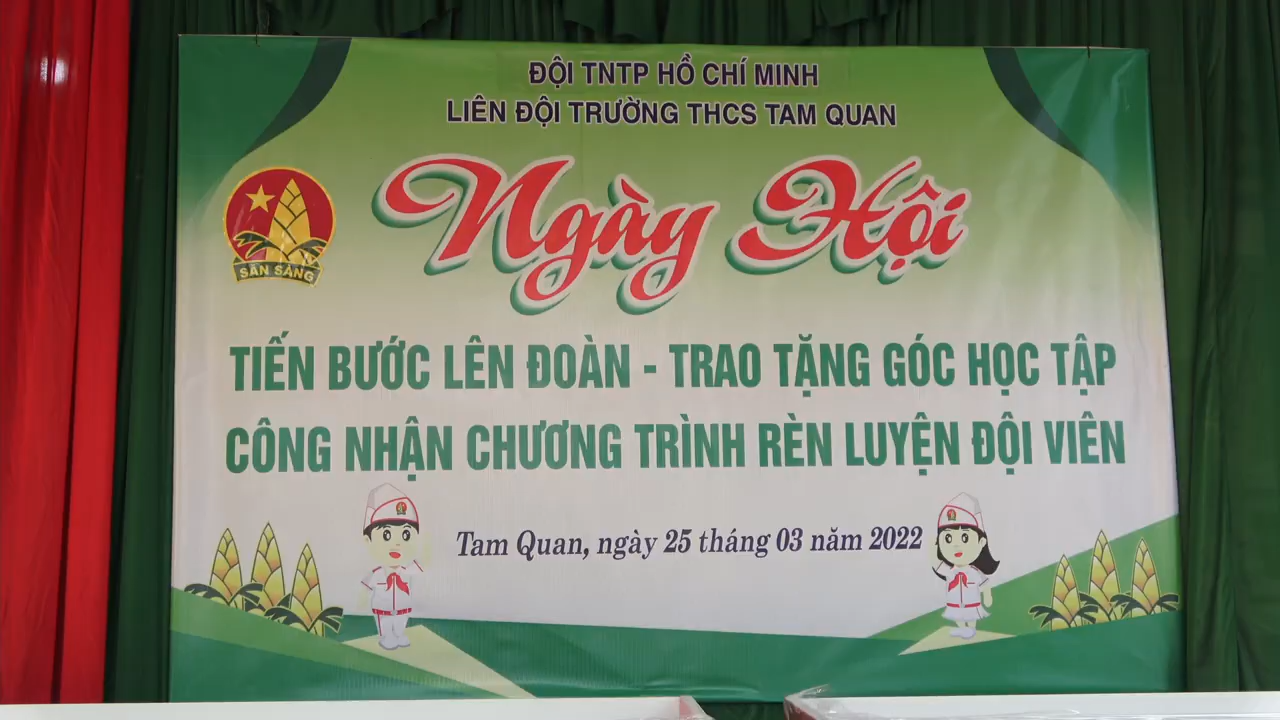 ĐỘI TNTP HỒ CHÍ MINH
LIÊN ĐỘI TRƯỜNG THCS TAM QUAN
Ngày Hội
SẴN SÀNG
TIẾN BƯỚC LÊN ĐOÀN - TRAO TẶNG GÓC HỌC TẬP
CÔNG NHẬN CHƯƠNG TRÌNH RÈN LUYỆN ĐỘI VIÊN
Tam Quan, ngày 25 tháng 03 năm 2022